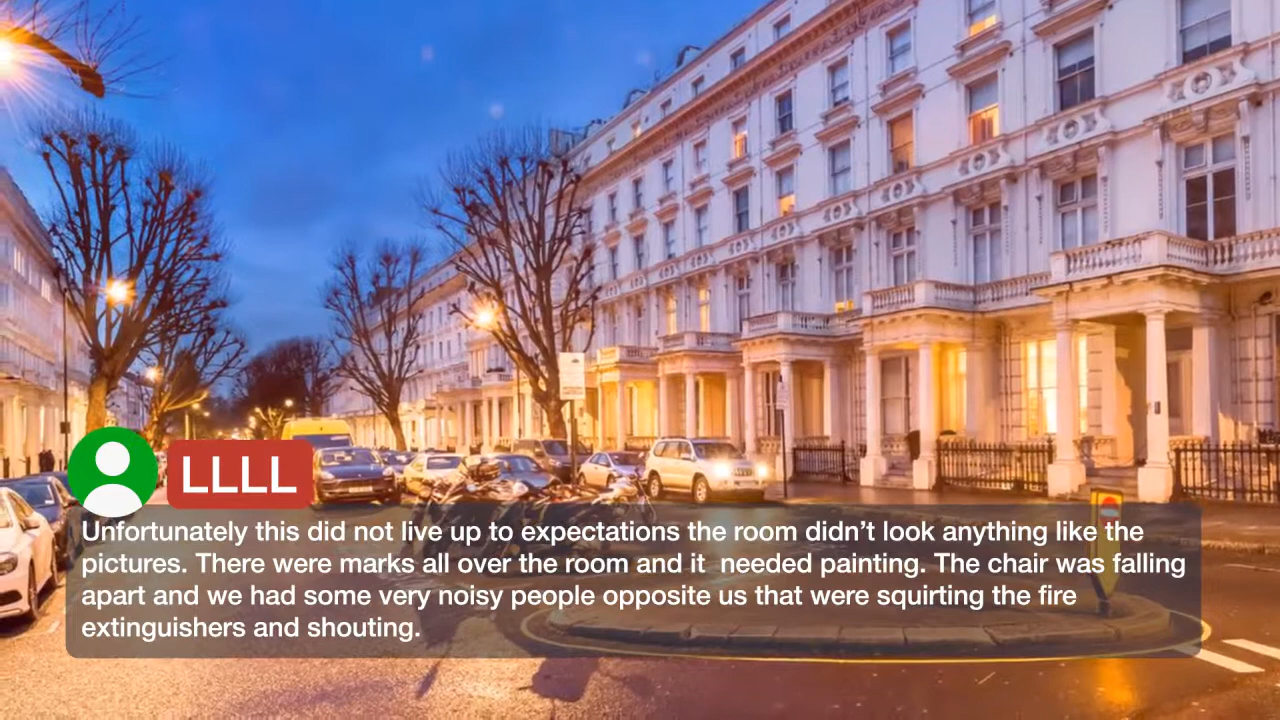 LLLL
Unfortunately this did not live up to expectations the room didn’t look anything like the
pictures. There were marks all over the room and it  needed painting. The chair was falling
apart and we had some very noisy people opposite us that were squirting the fire
extinguishers and shouting.